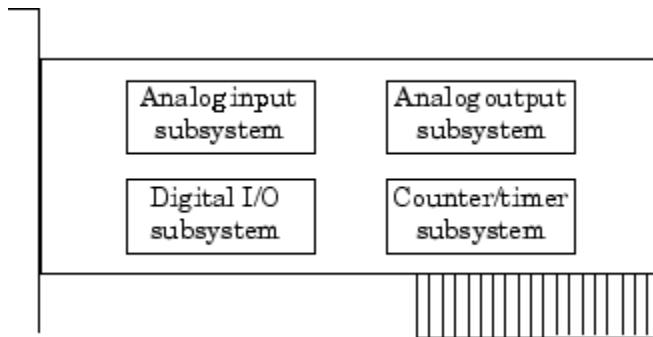 Analog input
subsystem
Analog output
subsystem
Digital I/O
subsystem
Counter/timer
subsystem